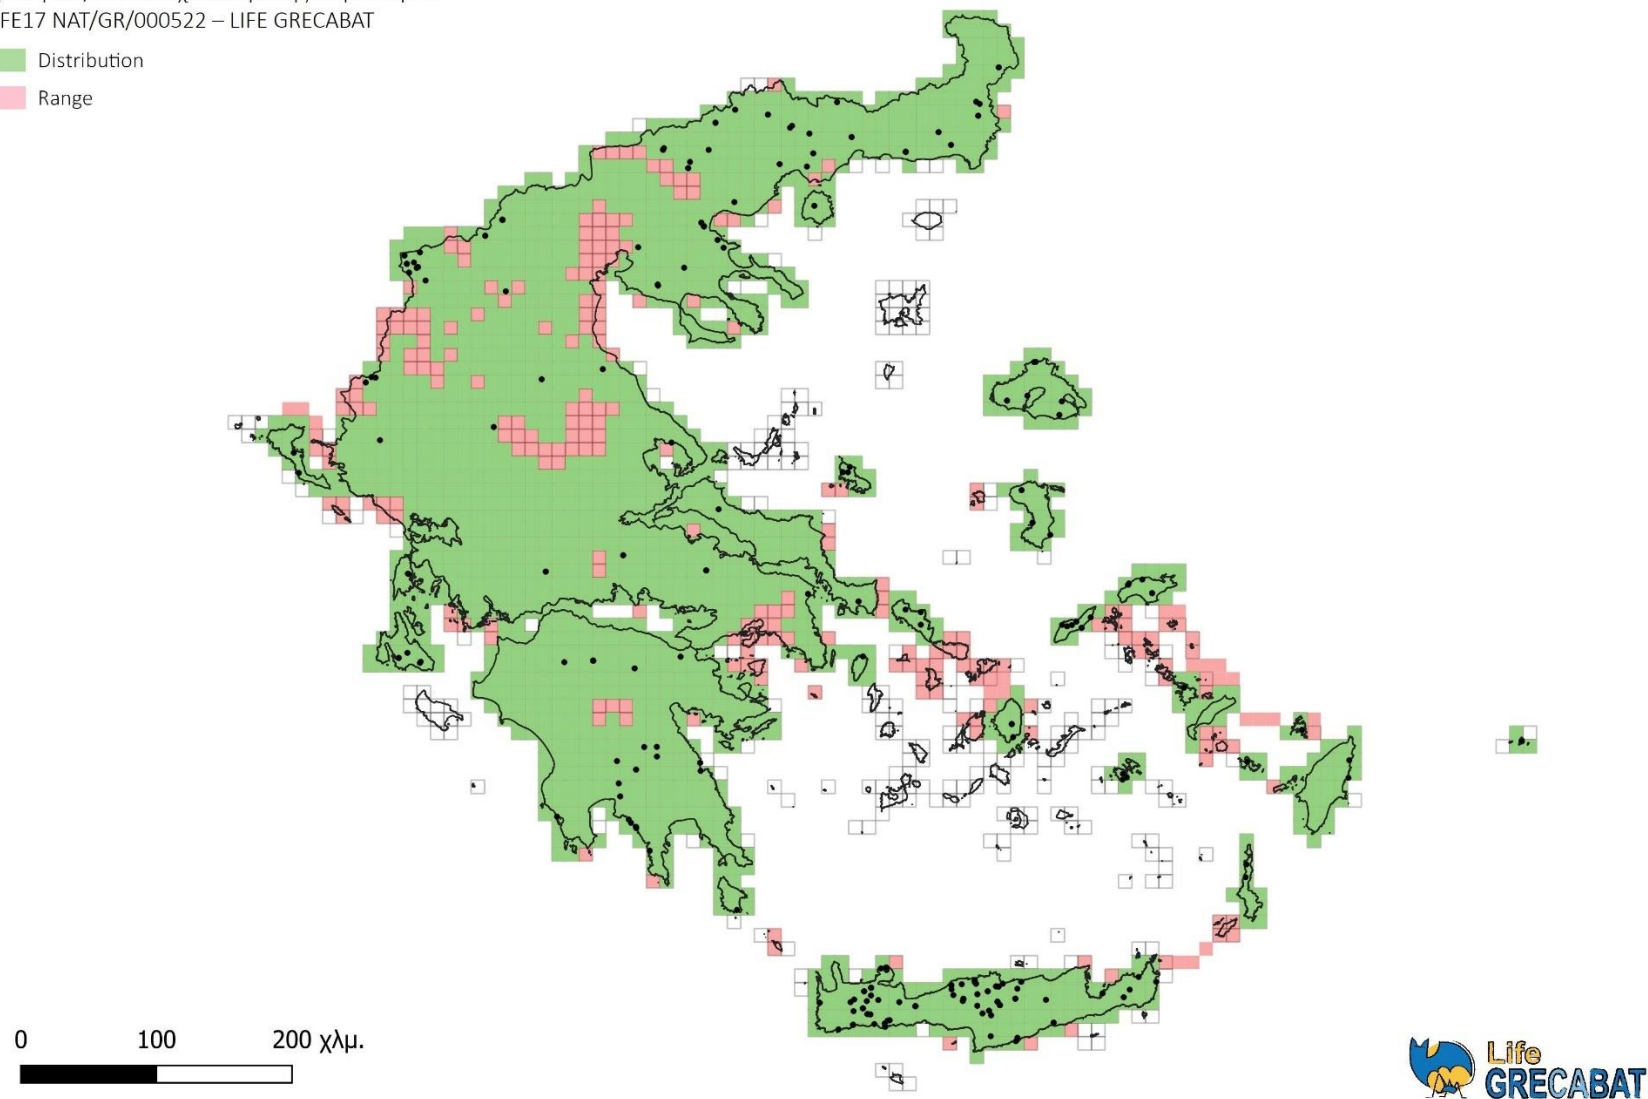 FE17 NAT/GR/000522 – LIFE GRECABAT
Distribution
Range
0 100 200 χλμ.
Life
GRECABAT